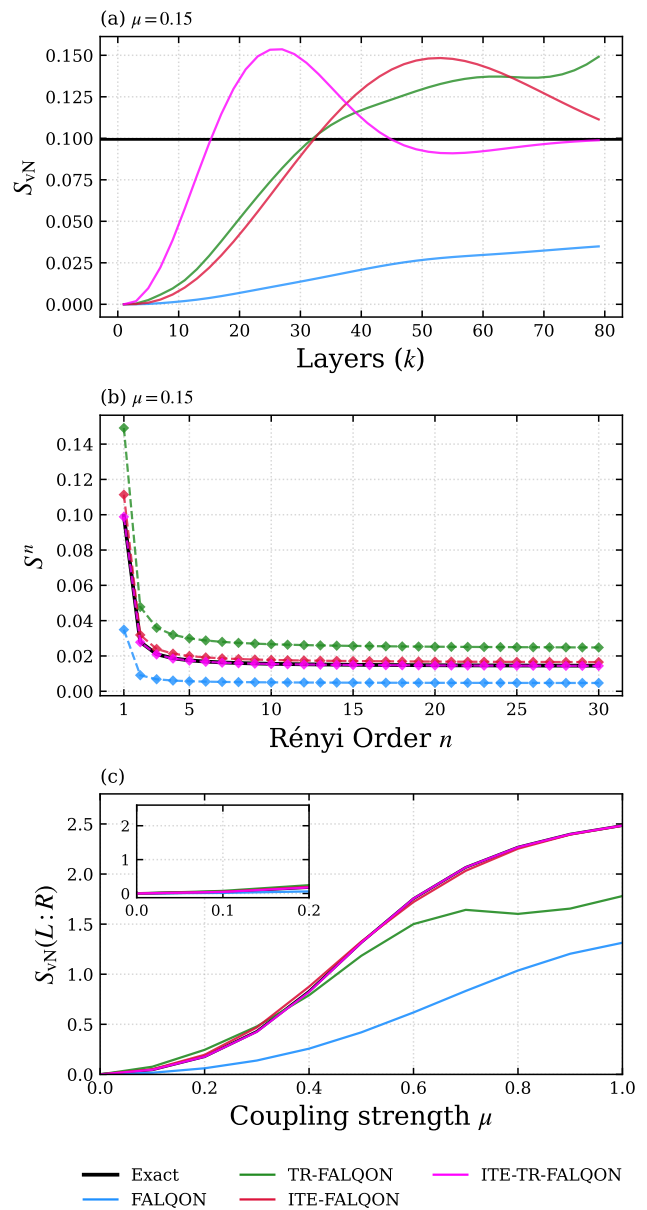 (a) μ = 0.15
S_vN
0.150
0.125
0.100
0.075
0.050
0.025
0.000
1 10 20 30 40 50 60 70 80
Layers (k)
(b) μ = 0.15
Sⁿ
0.14
0.12
0.10
0.08
0.06
0.04
0.02
0.00
1 5 10 15 20 25 30
Rényi Order n
(c)
S_vN(L : R)
2.5
2.0
1.5
1.0
0.5
0.0
2
1
0
0.0 0.1 0.2
0.0 0.2 0.4 0.6 0.8 1.0
Coupling strength μ
Exact TR-FALQON ITE-TR-FALQON
FALQON ITE-FALQON